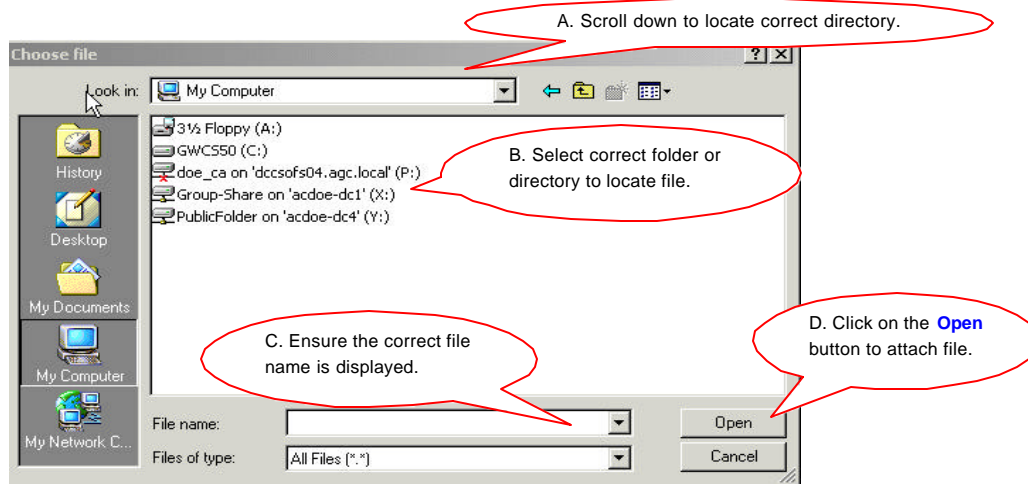 A. Scroll down to locate correct directory.
Choose file
Look in:
My Computer
3½ Floppy (A:)
GWCS50 (C:)
doe_ca on 'dccsofs04.agc.local' (P:)
Group-Share on 'acdoe-dc1' (X:)
PublicFolder on 'acdoe-dc4' (Y:)
B. Select correct folder or
directory to locate file.
History
Desktop
My Documents
My Computer
My Network C...
C. Ensure the correct file
name is displayed.
D. Click on the Open
button to attach file.
File name:
Open
Files of type:
All Files (*.*)
Cancel